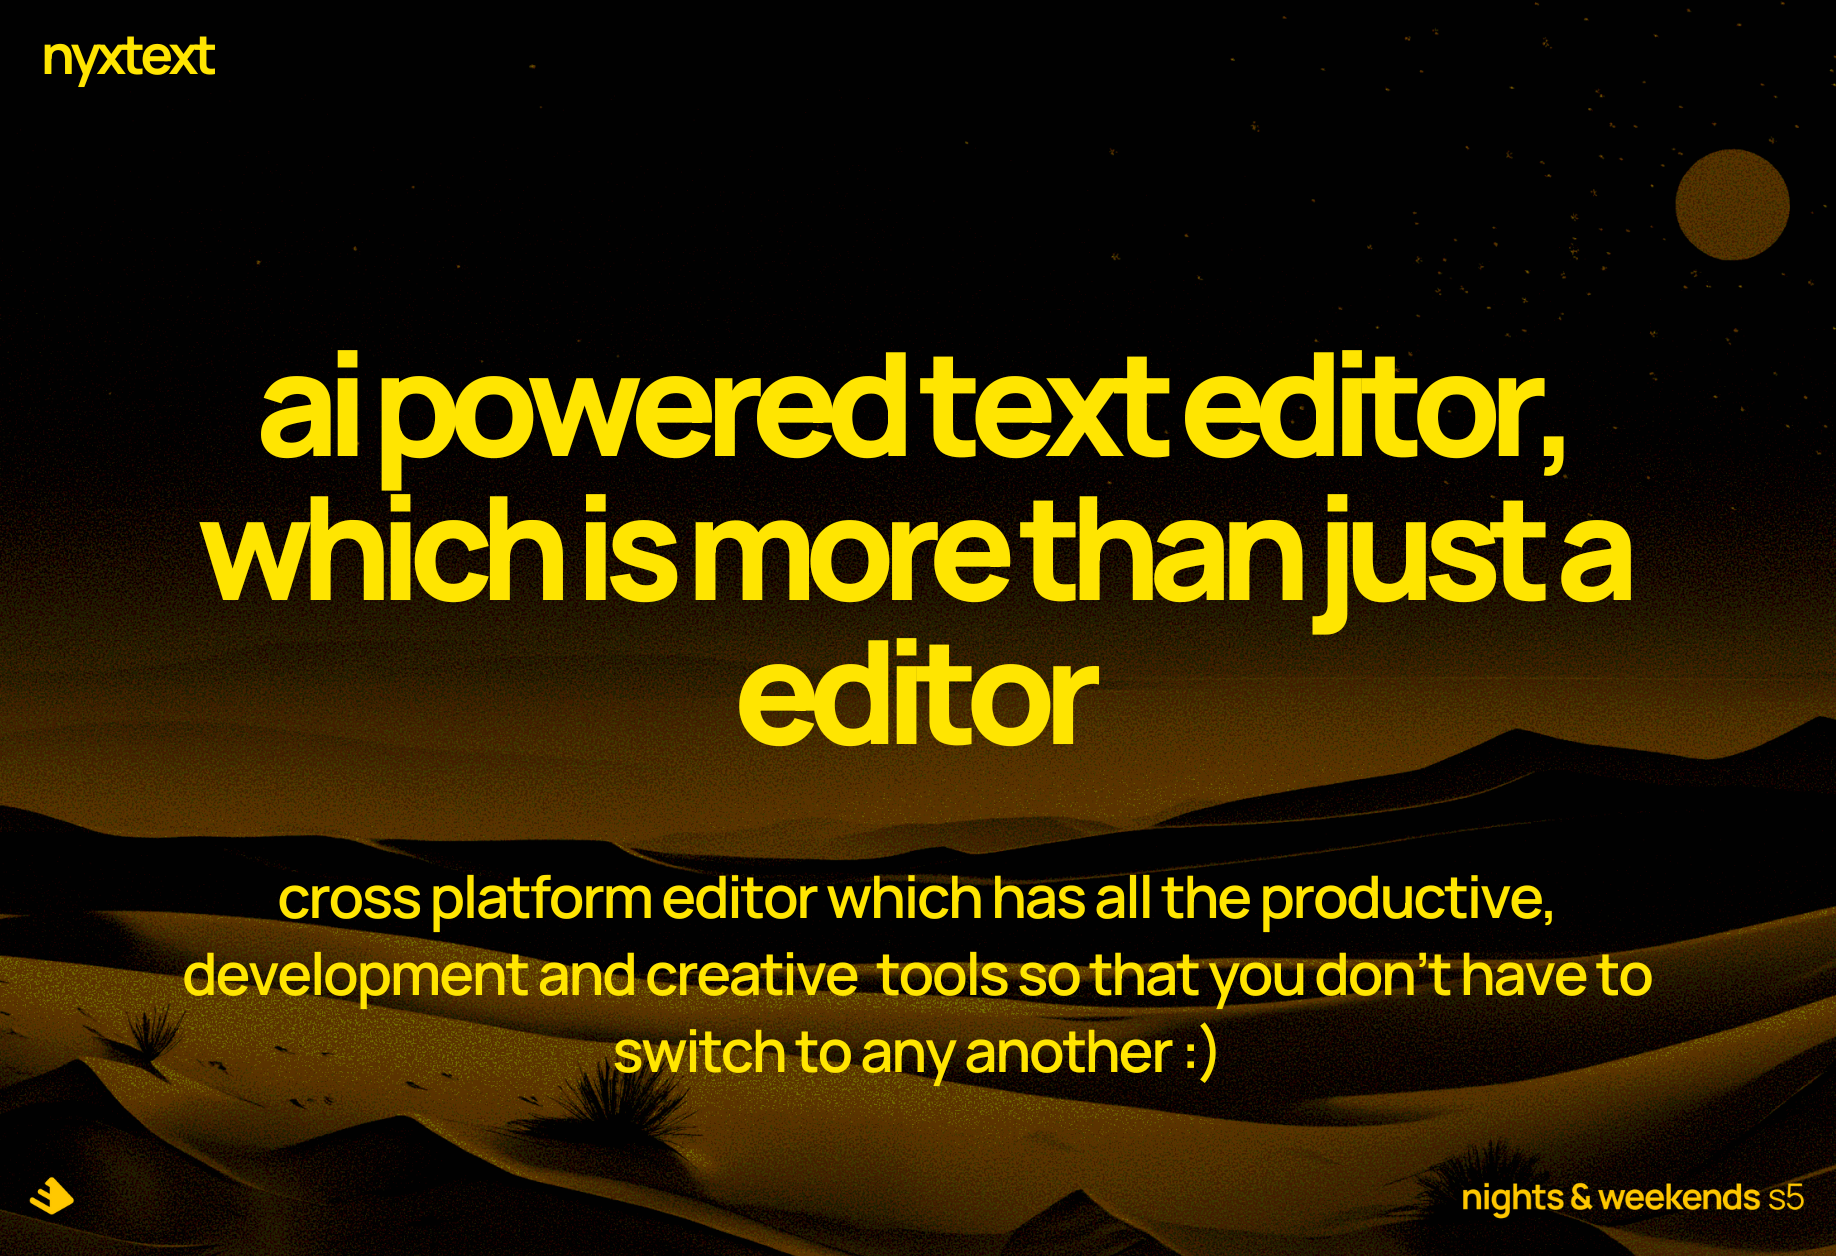 nyxtext
ai powered text editor,
which is more than just a
editor
cross platform editor which has all the productive,
development and creative  tools so that you don’t have to
switch to any another :)
nights & weekends s5